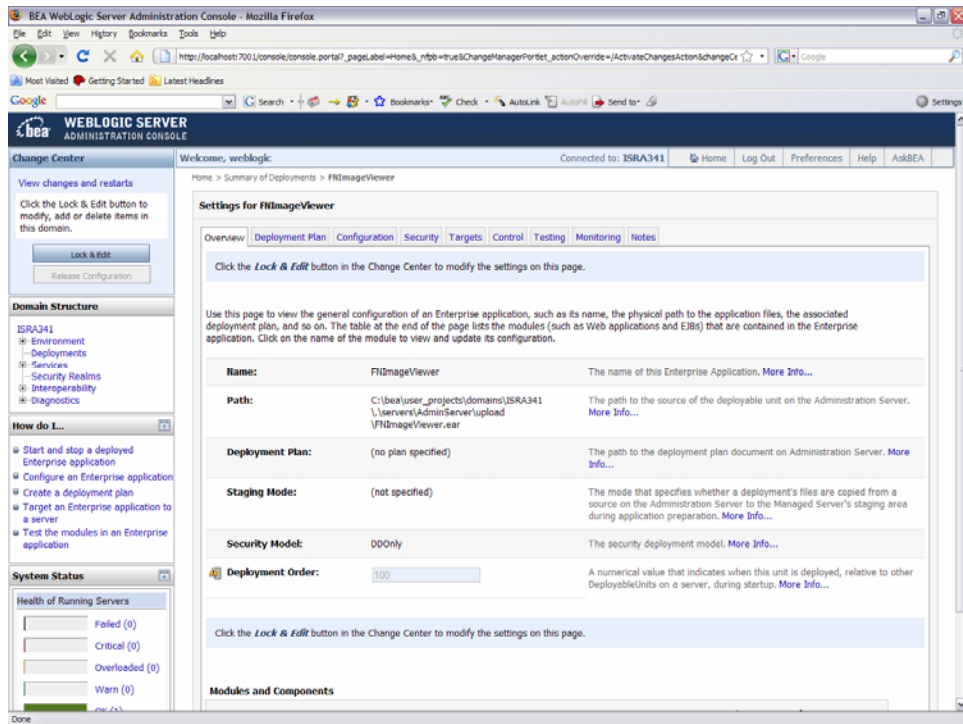 BEA WebLogic Server Administration Console - Mozilla Firefox
File Edit View History Bookmarks Tools Help
http://localhost:7001/console/console.portal?_pageLabel=Home&_nfpb=true&ChangeManagerPortlet_actionOverride=/ActivateChangesAction&changeCe
Google
Most Visited Getting Started Latest Headlines
Google Search Bookmarks Check AutoLink AutoFill Send to Settings
bea WEBLOGIC SERVER
ADMINISTRATION CONSOLE
Change Center
View changes and restarts
Click the Lock & Edit button to
modify, add or delete items in
this domain.
Lock & Edit
Release Configuration
Domain Structure
ISRA341
Environment
Deployments
Services
Security Realms
Interoperability
Diagnostics
How do I...
Start and stop a deployed
Enterprise application
Configure an Enterprise application
Create a deployment plan
Target an Enterprise application to
a server
Test the modules in an Enterprise
application
System Status
Health of Running Servers
Failed (0)
Critical (0)
Overloaded (0)
Warn (0)
OK (1)
Welcome, weblogic Connected to: ISRA341 Home Log Out Preferences Help AskBEA
Home > Summary of Deployments > FNImageViewer
Settings for FNImageViewer
Overview Deployment Plan Configuration Security Targets Control Testing Monitoring Notes
Click the Lock & Edit button in the Change Center to modify the settings on this page.
Use this page to view the general configuration of an Enterprise application, such as its name, the physical path to the application files, the associated
deployment plan, and so on. The table at the end of the page lists the modules (such as Web applications and EJBs) that are contained in the Enterprise
application. Click on the name of the module to view and update its configuration.
Name: FNImageViewer The name of this Enterprise Application. More Info...
Path: C:\bea\user_projects\domains\ISRA341
\.\servers\AdminServer\upload
\FNImageViewer.ear
The path to the source of the deployable unit on the Administration Server.
More Info...
Deployment Plan: (no plan specified) The path to the deployment plan document on Administration Server. More
Info...
Staging Mode: (not specified) The mode that specifies whether a deployment's files are copied from a
source on the Administration Server to the Managed Server's staging area
during application preparation. More Info...
Security Model: DDOnly The security deployment model. More Info...
Deployment Order: 100 A numerical value that indicates when this unit is deployed, relative to other
DeployableUnits on a server, during startup. More Info...
Click the Lock & Edit button in the Change Center to modify the settings on this page.
Modules and Components
Done